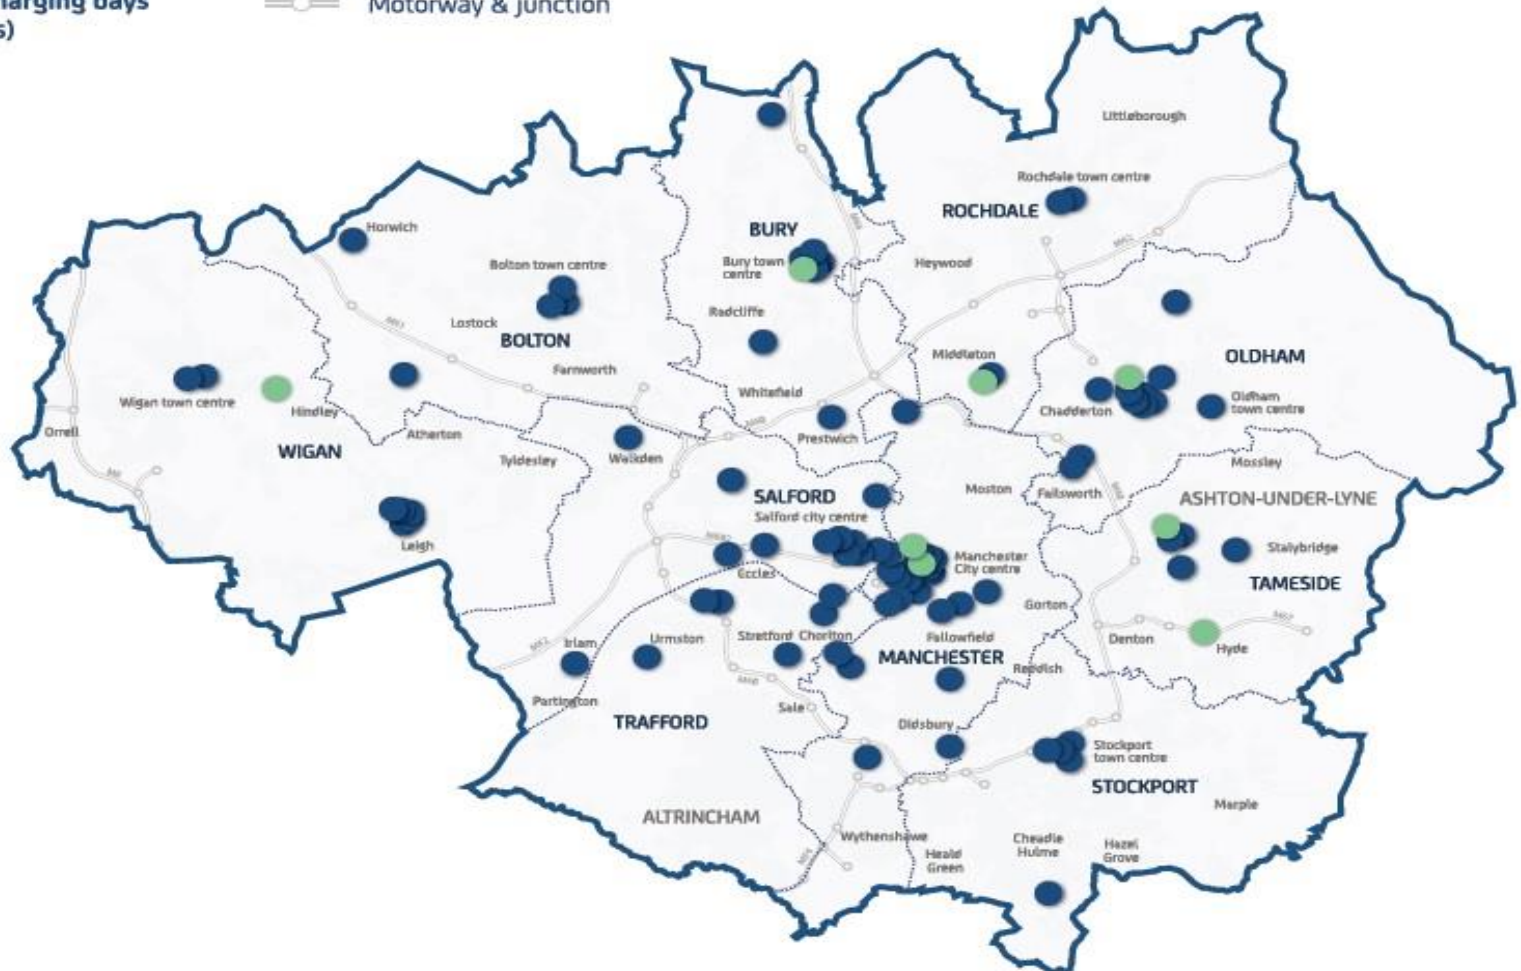 arging days
s)
Motorway & junction
Littleborough
Rochdale town centre
ROCHDALE
Horwich
BURY
Bury town
centre
Heywood
Bolton town centre
Radcliffe
Lostock
BOLTON
Middleton
OLDHAM
Farnworth
Whitefield
Wigan town centre
Hindley
Chadderton
Oldham
town centre
Orrell
Atherton
Prestwich
WIGAN
Tyldesley
Walkden
Mossley
Moston
Failsworth
SALFORD
ASHTON-UNDER-LYNE
Salford city centre
Leigh
Manchester
City centre
Stalybridge
Eccles
TAMESIDE
Gorton
Irlam
Urmston
Stretford
Chorlton
Fallowfield
Denton
Hyde
MANCHESTER
Reddish
Partington
Sale
TRAFFORD
Didsbury
Stockport
town centre
STOCKPORT
Marple
ALTRINCHAM
Wythenshawe
Heald
Green
Cheadle
Hulme
Hazel
Grove